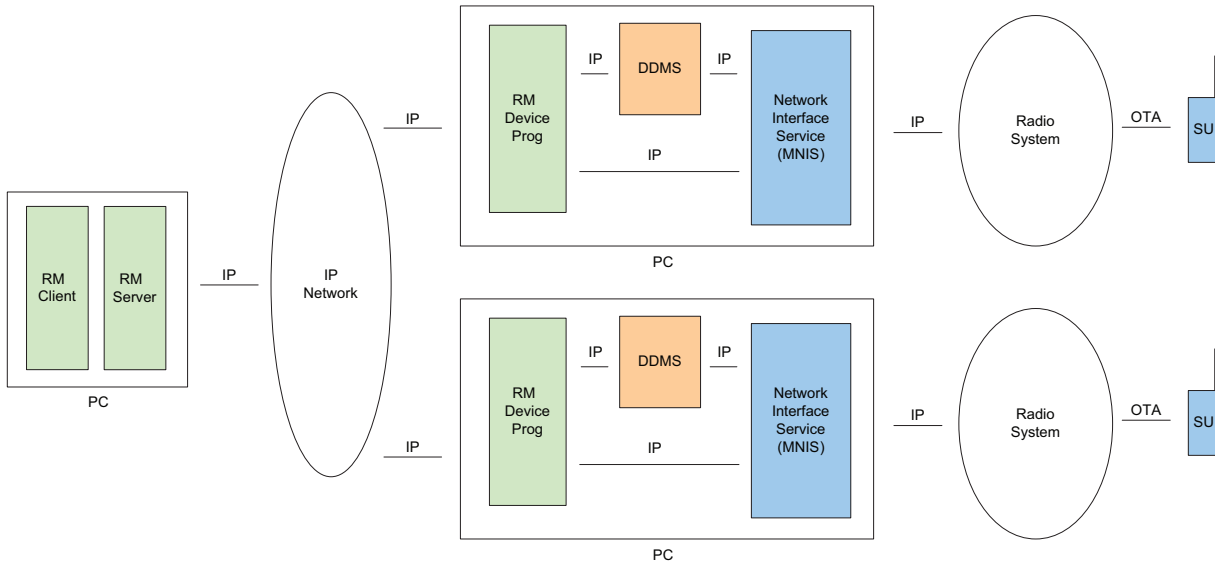 RM
Client
RM
Server
PC
IP
IP
Network
IP
IP
RM
Device
Prog
IP
DDMS
IP
IP
Network
Interface
Service
(MNIS)
PC
IP
Radio
System
OTA
SU
RM
Device
Prog
IP
DDMS
IP
IP
Network
Interface
Service
(MNIS)
PC
IP
Radio
System
OTA
SU